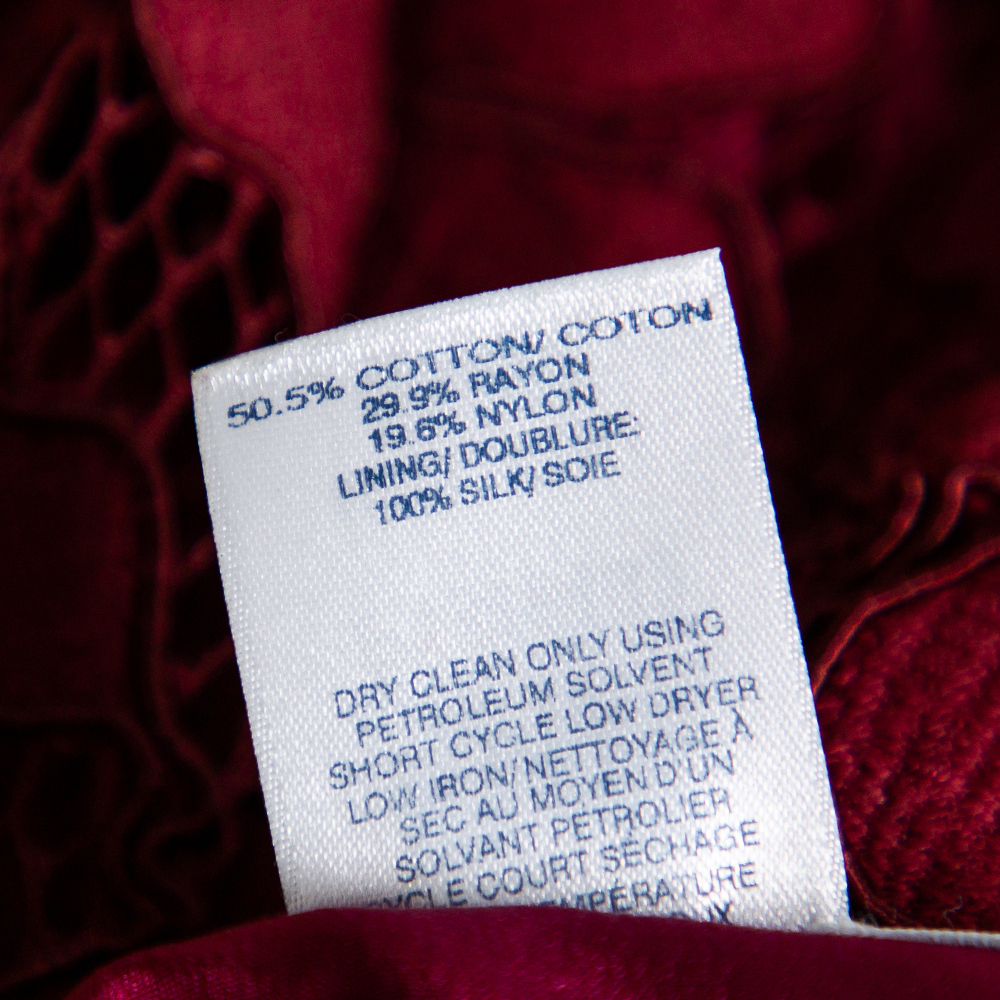 50.5% COTTON/ COTON
29.9% RAYON
19.6% NYLON
LINING/ DOUBLURE:
100% SILK/ SOIE
DRY CLEAN ONLY USING
PETROLEUM SOLVENT
SHORT CYCLE LOW DRYER
LOW IRON/ NETTOYAGE À
SEC AU MOYEN D'UN
SOLVANT PETROLIER
COURT SÉCHAGE